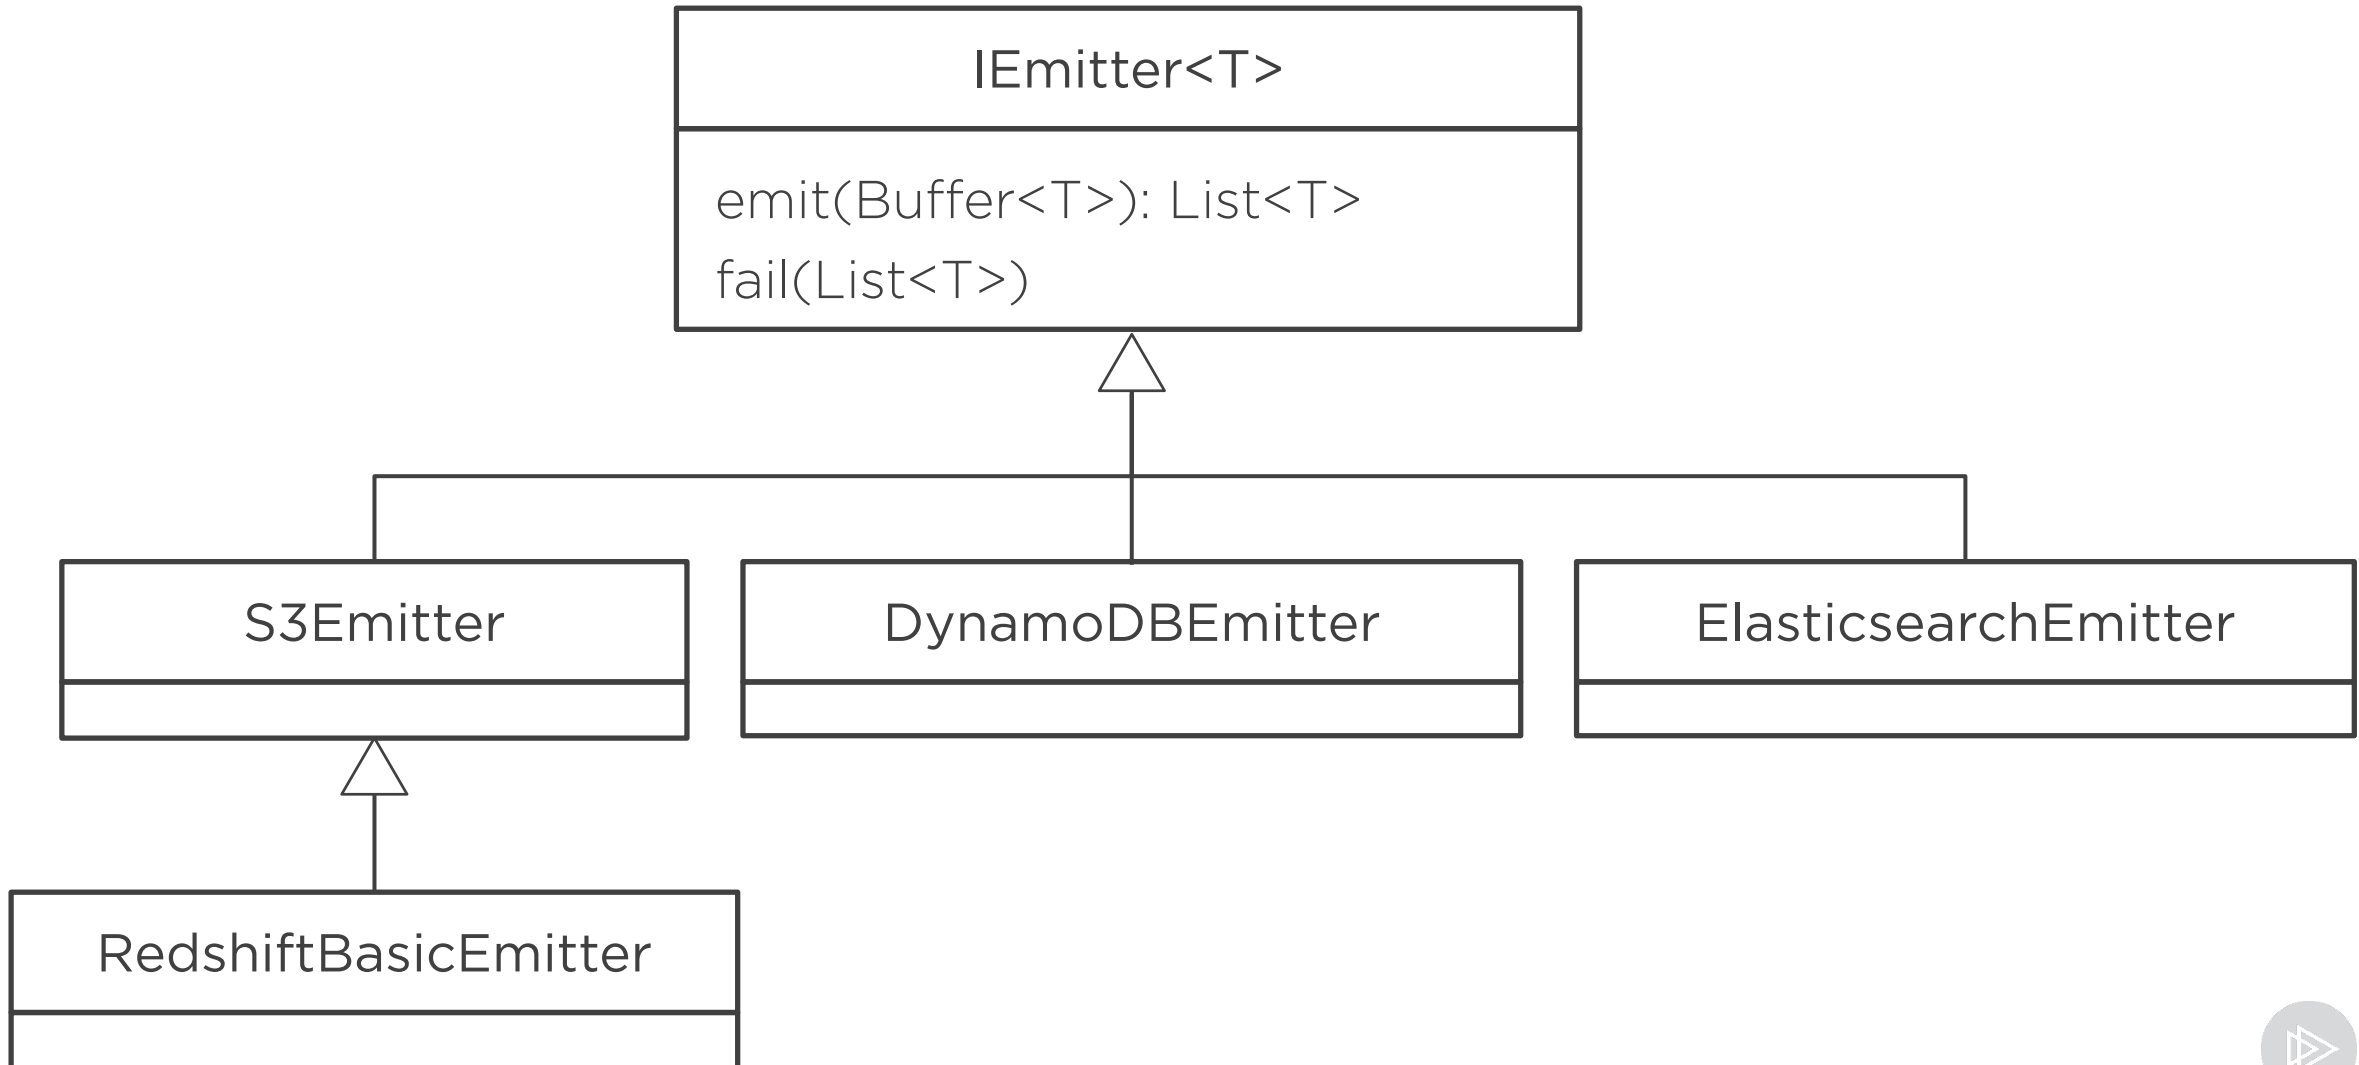 IEmitter<T>
emit(Buffer<T>): List<T>
fail(List<T>)
S3Emitter
DynamoDBEmitter
ElasticsearchEmitter
RedshiftBasicEmitter